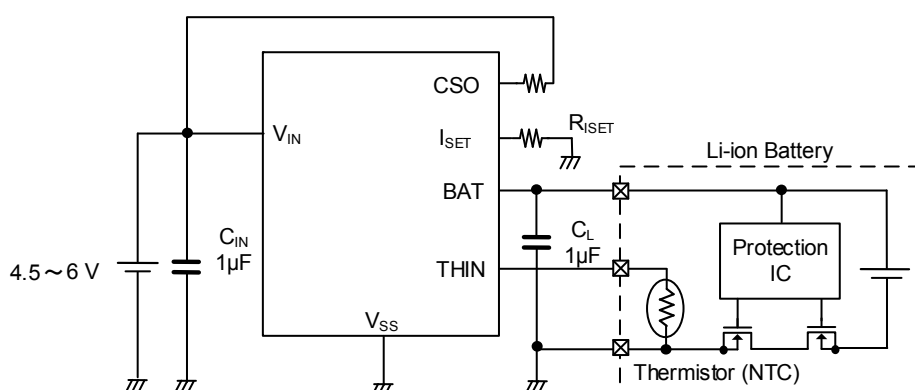 CSO
V_IN
I_SET
R_ISET
Li-ion Battery
BAT
C_IN
1μF
C_L
1μF
Protection
IC
4.5～6 V
THIN
V_SS
Thermistor (NTC)